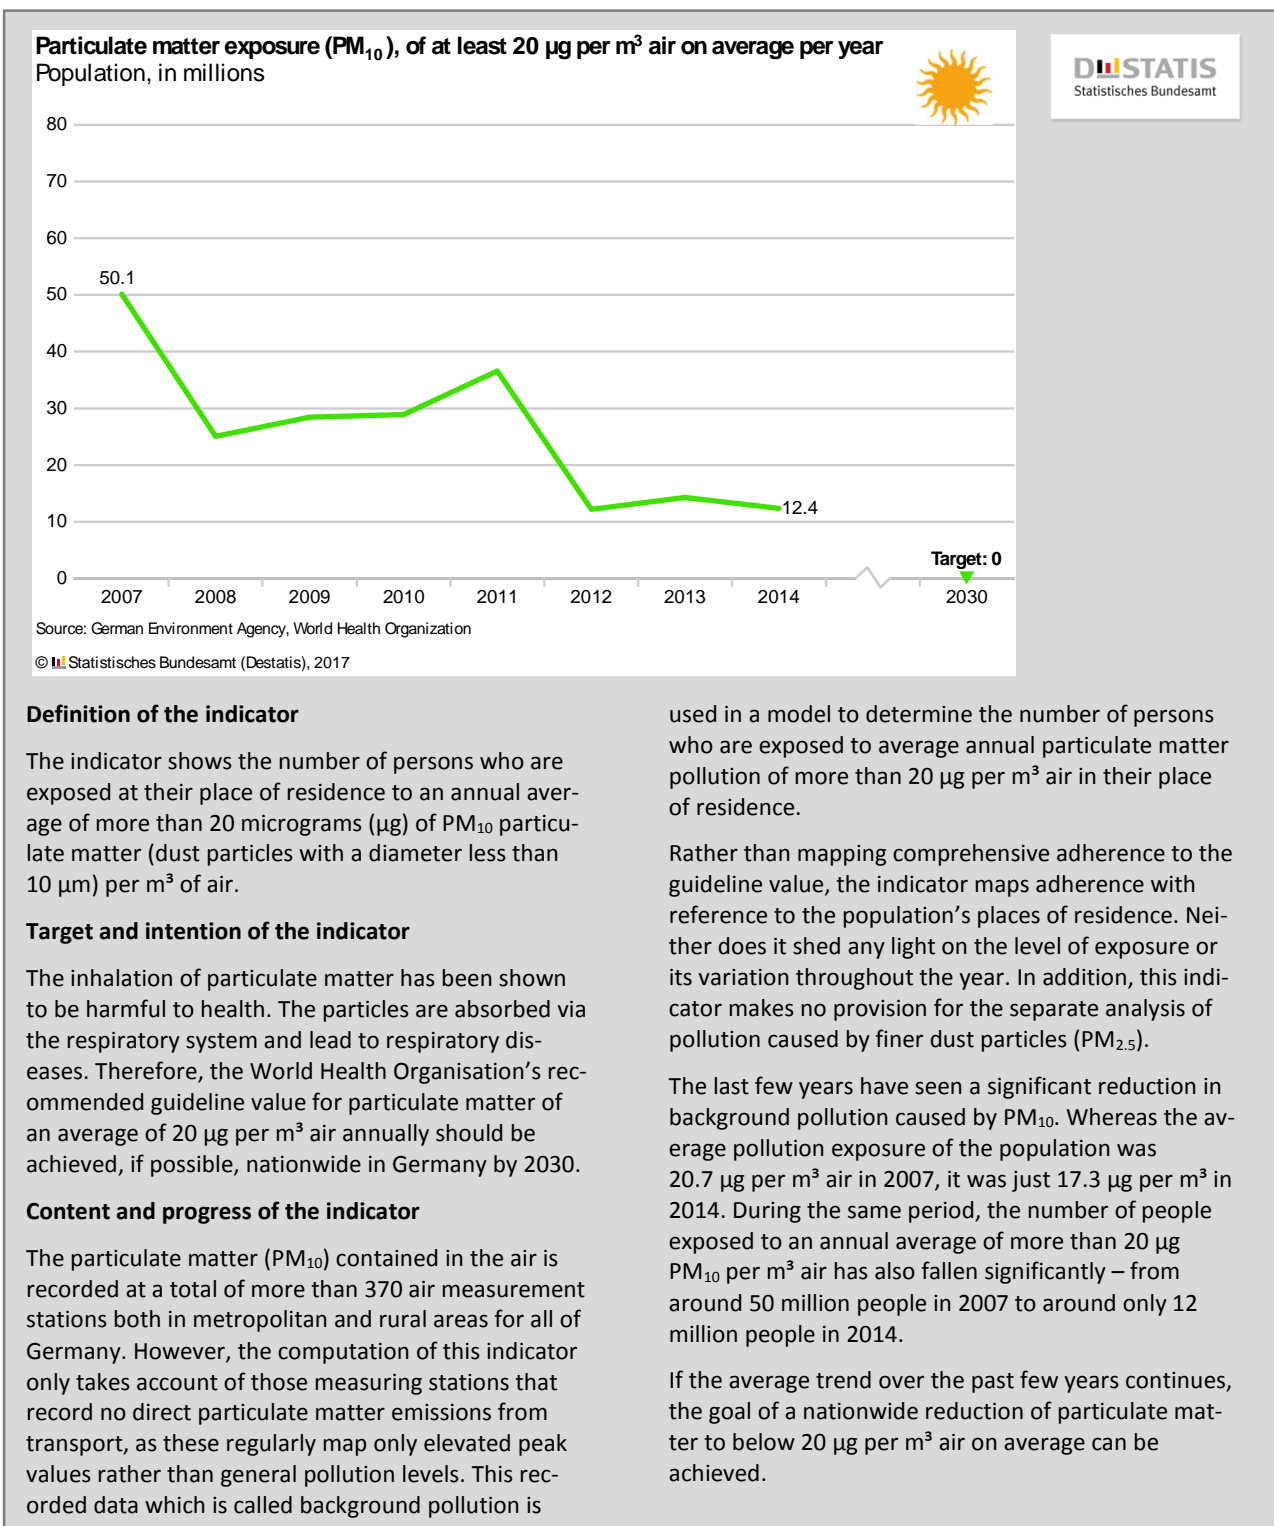 Particulate matter exposure (PM₁₀), of at least 20 µg per m³ air on average per year
Population, in millions
DESTATIS
Statistisches Bundesamt
80
70
60
50
40
30
20
10
0
50.1
12.4
Target: 0
2007 2008 2009 2010 2011 2012 2013 2014 2030
Source: German Environment Agency, World Health Organization
© Statistisches Bundesamt (Destatis), 2017
Definition of the indicator
The indicator shows the number of persons who are
exposed at their place of residence to an annual aver-
age of more than 20 micrograms (µg) of PM₁₀ particu-
late matter (dust particles with a diameter less than
10 µm) per m³ of air.
Target and intention of the indicator
The inhalation of particulate matter has been shown
to be harmful to health. The particles are absorbed via
the respiratory system and lead to respiratory dis-
eases. Therefore, the World Health Organisation’s rec-
ommended guideline value for particulate matter of
an average of 20 µg per m³ air annually should be
achieved, if possible, nationwide in Germany by 2030.
Content and progress of the indicator
The particulate matter (PM₁₀) contained in the air is
recorded at a total of more than 370 air measurement
stations both in metropolitan and rural areas for all of
Germany. However, the computation of this indicator
only takes account of those measuring stations that
record no direct particulate matter emissions from
transport, as these regularly map only elevated peak
values rather than general pollution levels. This rec-
orded data which is called background pollution is
used in a model to determine the number of persons
who are exposed to average annual particulate matter
pollution of more than 20 µg per m³ air in their place
of residence.
Rather than mapping comprehensive adherence to the
guideline value, the indicator maps adherence with
reference to the population’s places of residence. Nei-
ther does it shed any light on the level of exposure or
its variation throughout the year. In addition, this indi-
cator makes no provision for the separate analysis of
pollution caused by finer dust particles (PM₂.₅).
The last few years have seen a significant reduction in
background pollution caused by PM₁₀. Whereas the av-
erage pollution exposure of the population was
20.7 µg per m³ air in 2007, it was just 17.3 µg per m³ in
2014. During the same period, the number of people
exposed to an annual average of more than 20 µg
PM₁₀ per m³ air has also fallen significantly – from
around 50 million people in 2007 to around only 12
million people in 2014.
If the average trend over the past few years continues,
the goal of a nationwide reduction of particulate mat-
ter to below 20 µg per m³ air on average can be
achieved.